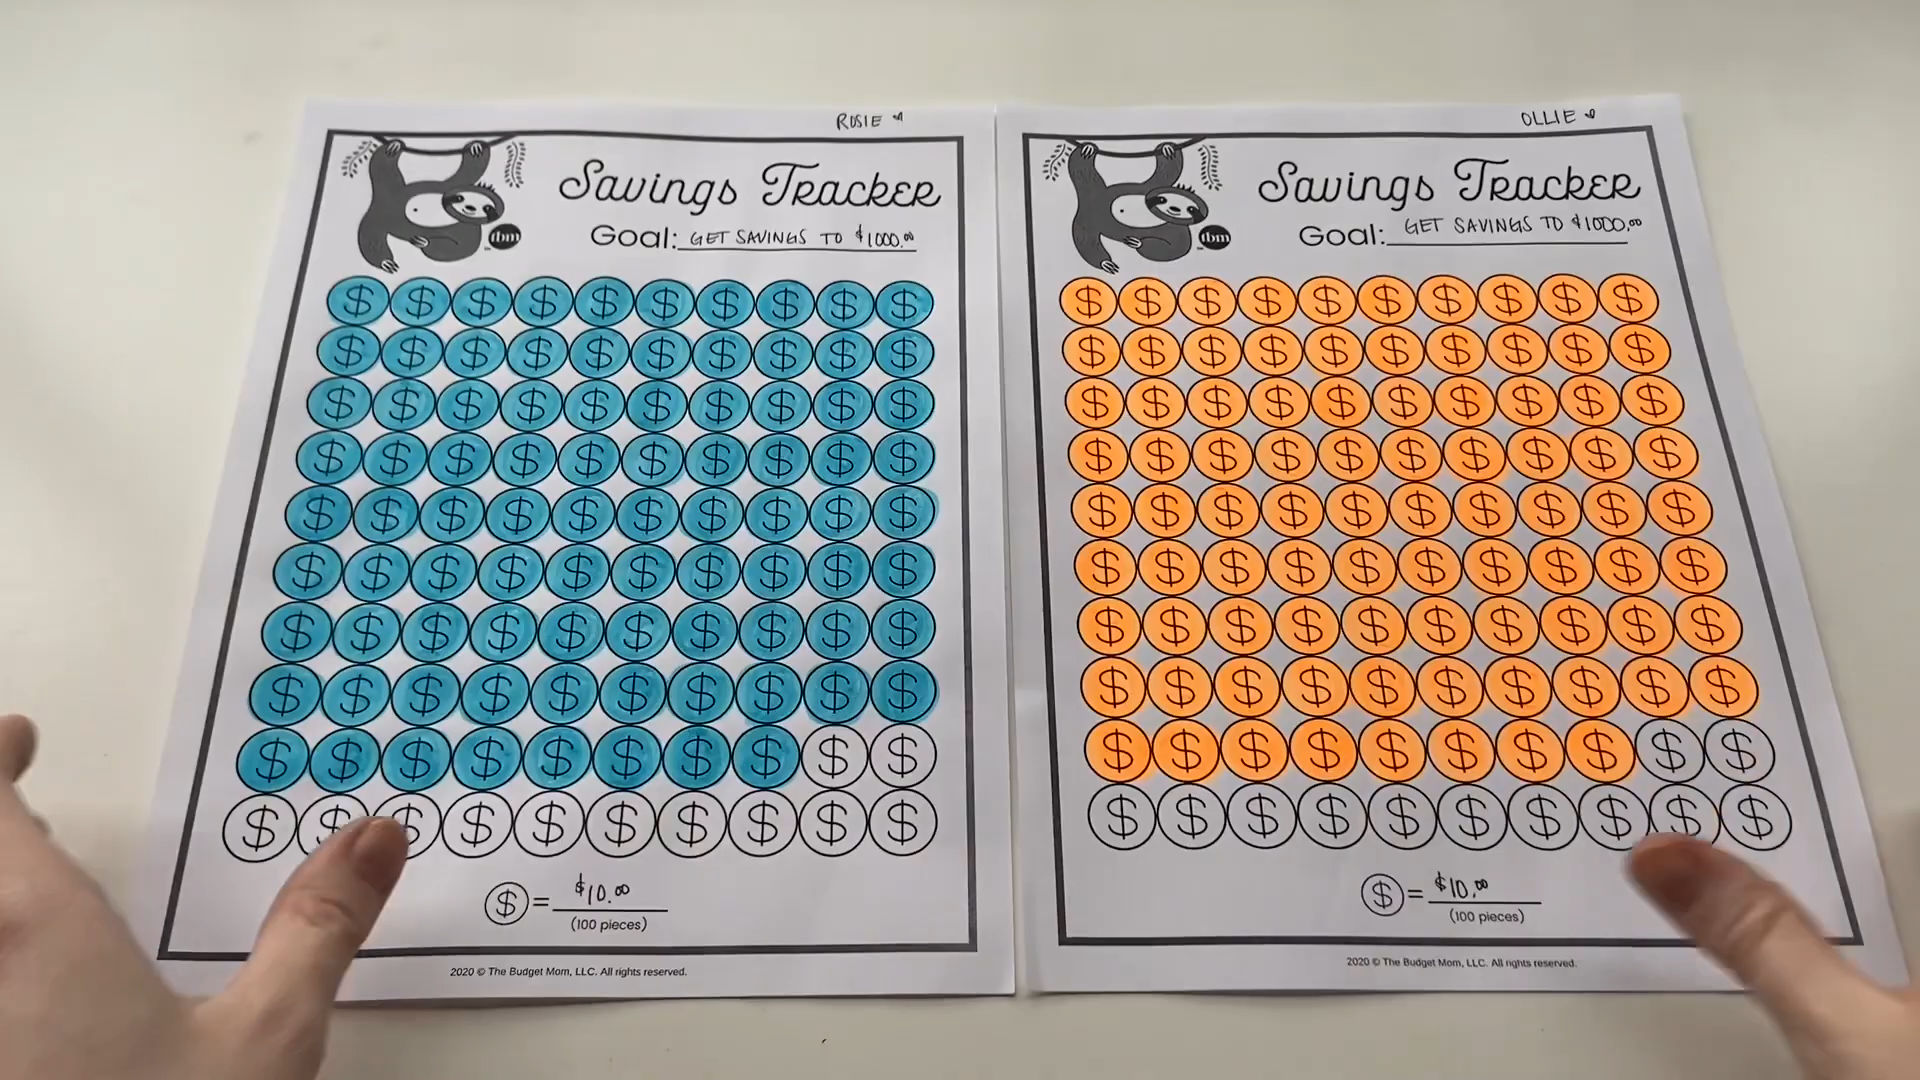 ROSIE
Savings Tracker
Goal: GET SAVINGS TO $1000.00
tbm
$ $ $ $ $ $ $ $ $ $
$ $ $ $ $ $ $ $ $ $
$ $ $ $ $ $ $ $ $ $
$ $ $ $ $ $ $ $ $ $
$ $ $ $ $ $ $ $ $ $
$ $ $ $ $ $ $ $ $ $
$ $ $ $ $ $ $ $ $ $
$ $ $ $ $ $ $ $ $ $
$ $ $ $ $ $ $ $ $ $
$ $ $ $ $ $ $ $ $ $
$ = $10.00
(100 pieces)
2020 © The Budget Mom, LLC. All rights reserved.
OLLIE
Savings Tracker
Goal: GET SAVINGS TO $1000.00
tbm
$ $ $ $ $ $ $ $ $ $
$ $ $ $ $ $ $ $ $ $
$ $ $ $ $ $ $ $ $ $
$ $ $ $ $ $ $ $ $ $
$ $ $ $ $ $ $ $ $ $
$ $ $ $ $ $ $ $ $ $
$ $ $ $ $ $ $ $ $ $
$ $ $ $ $ $ $ $ $ $
$ $ $ $ $ $ $ $ $ $
$ $ $ $ $ $ $ $ $ $
$ = $10.00
(100 pieces)
2020 © The Budget Mom, LLC. All rights reserved.